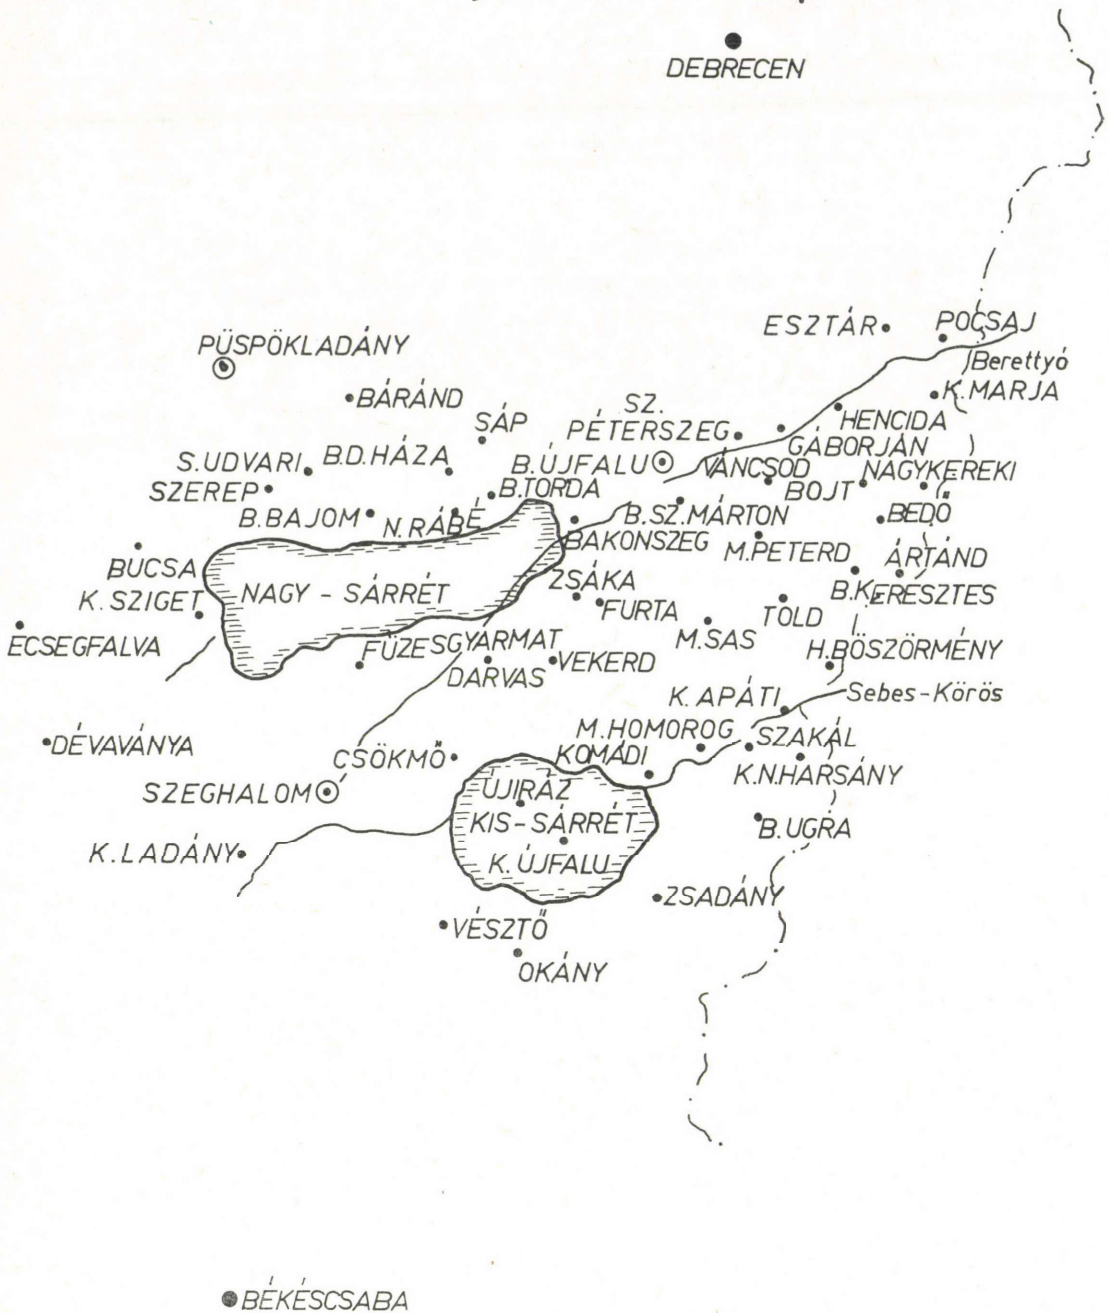 DEBRECEN
ESZTÁR
POCSAJ
PÜSPÖKLADÁNY
Berettyó
K.MARJA
BÁRÁND
SZ.
PÉTERSZEG
SÁP
HENCIDA
GÁBORJÁN
S.UDVARI
B.D.HÁZA
B.ÚJFALU
VÁNCSOD
NAGYKEREKI
SZEREP
B.TORDA
BOJT
B.BAJOM
N.RÁBÉ
B.SZ.MÁRTON
BEDŐ
BAKONSZEG
M.PETERD
BUCSA
ÁRTÁND
NAGY-SÁRRÉT
ZSÁKA
B.KERESZTES
K.SZIGET
FURTA
TOLD
ECSEGFALVA
FÜZESGYARMAT
M.SAS
H.BÖSZÖRMÉNY
DARVAS
VEKERD
K.APÁTI
Sebes-Körös
DÉVAVÁNYA
CSÖKMŐ
M.HOMOROG
SZAKÁL
KOMÁDI
K.N.HARSÁNY
SZEGHALOM
ÚJIRÁZ
KIS-SÁRRÉT
B.UGRA
K.LADÁNY
K.ÚJFALU
ZSADÁNY
VÉSZTŐ
OKÁNY
BÉKÉSCSABA